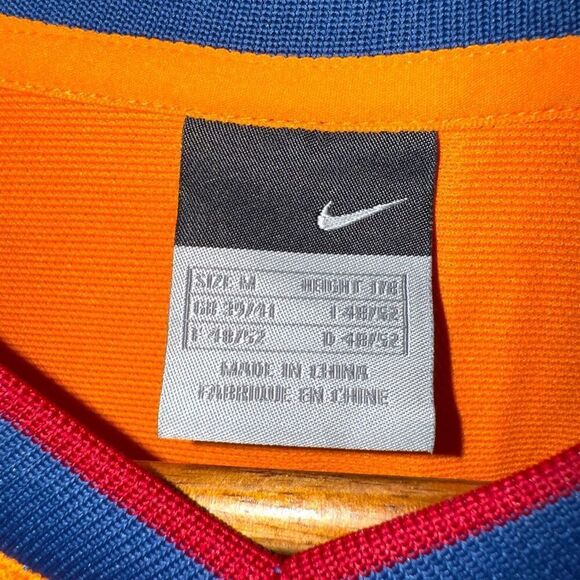 SIZE M HEIGHT 178
GB 39/41 I 48/52
F 48/52 D 48/52
MADE IN CHINA
FABRIQUE EN CHINE